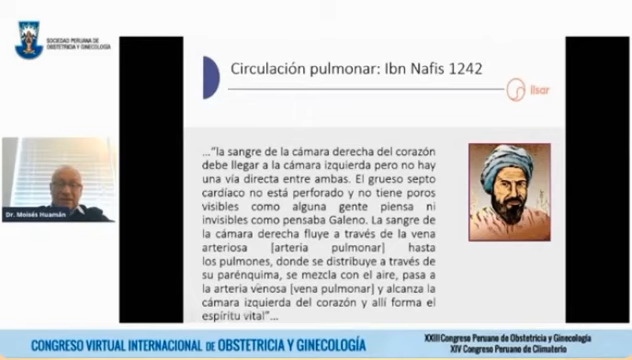 SOCIEDAD PERUANA DE
OBSTETRICIA Y GINECOLOGÍA
Circulación pulmonar: Ibn Nafis 1242
ilsar
…“la sangre de la cámara derecha del corazón
debe llegar a la cámara izquierda pero no hay
una vía directa entre ambas. El grueso septo
cardíaco no está perforado y no tiene poros
visibles como alguna gente piensa ni
invisibles como pensaba Galeno. La sangre de
la cámara derecha fluye a través de la vena
arteriosa [arteria pulmonar] hasta
los pulmones, donde se distribuye a través de
su parénquima, se mezcla con el aire, pasa a
la arteria venosa [vena pulmonar] y alcanza la
cámara izquierda del corazón y allí forma el
espíritu vital”…
Dr. Moisés Huamán
CONGRESO VIRTUAL INTERNACIONAL DE OBSTETRICIA Y GINECOLOGÍA
XXIII Congreso Peruano de Obstetricia y Ginecología
XIV Congreso Peruano de Climaterio